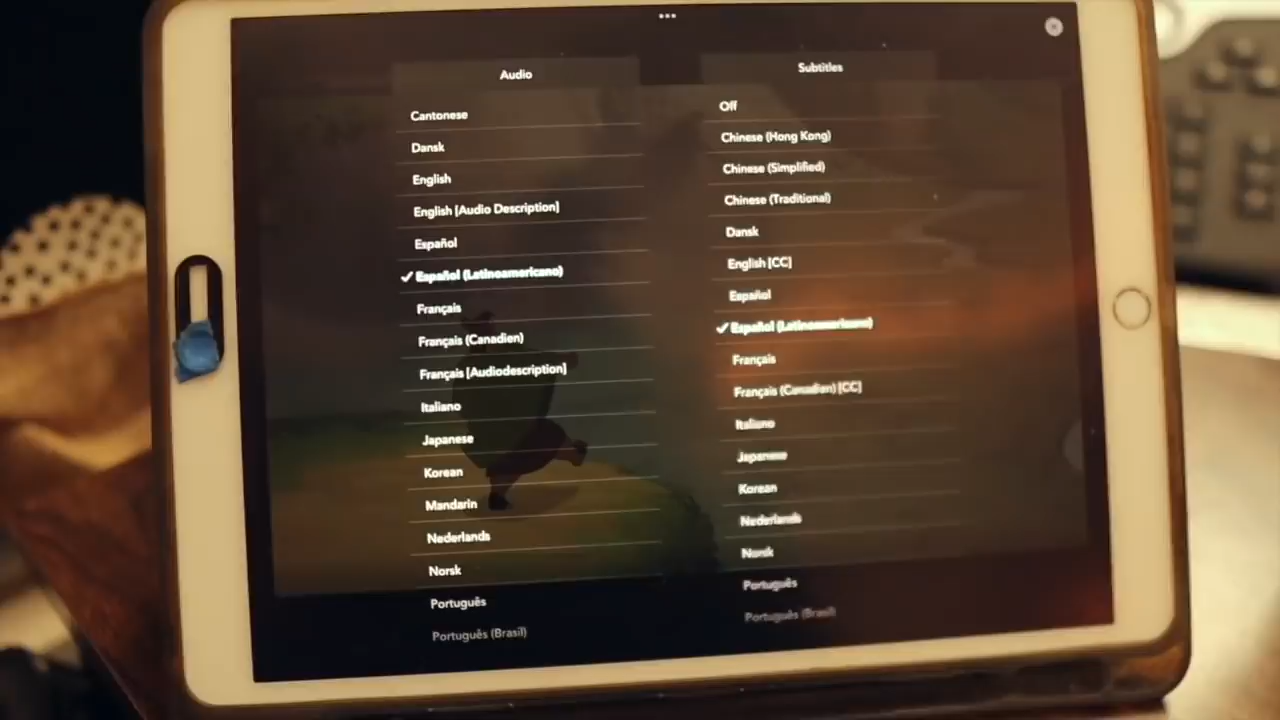 Audio
Cantonese
Dansk
English
English [Audio Description]
Español
Español (Latinoamericano)
Français
Français (Canadien)
Français [Audiodescription]
Italiano
Japanese
Korean
Mandarin
Nederlands
Norsk
Português
Português (Brasil)
Subtitles
Off
Chinese (Hong Kong)
Chinese (Simplified)
Chinese (Traditional)
Dansk
English [CC]
Español
Español (Latinoamericano)
Français
Français (Canadien) [CC]
Italiano
Japanese
Korean
Nederlands
Norsk
Português
Português (Brasil)